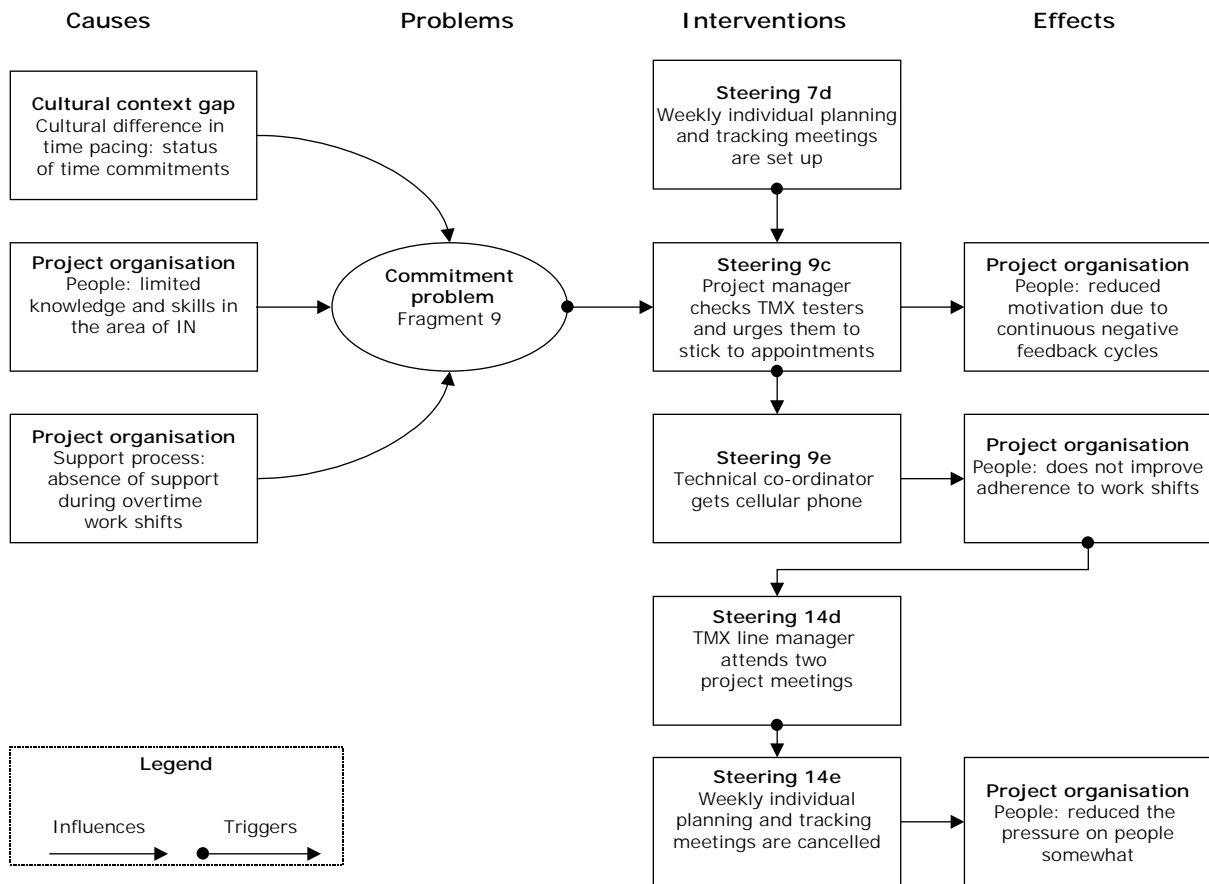 Causes
Problems
Interventions
Effects
Cultural context gap
Cultural difference in
time pacing: status
of time commitments
Project organisation
People: limited
knowledge and skills in
the area of IN
Project organisation
Support process:
absence of support
during overtime
work shifts
Commitment
problem
Fragment 9
Steering 7d
Weekly individual planning
and tracking meetings
are set up
Steering 9c
Project manager
checks TMX testers
and urges them to
stick to appointments
Project organisation
People: reduced
motivation due to
continuous negative
feedback cycles
Steering 9e
Technical co-ordinator
gets cellular phone
Project organisation
People: does not improve
adherence to work shifts
Steering 14d
TMX line manager
attends two
project meetings
Steering 14e
Weekly individual
planning and tracking
meetings are cancelled
Project organisation
People: reduced the
pressure on people
somewhat
Legend
Influences
Triggers